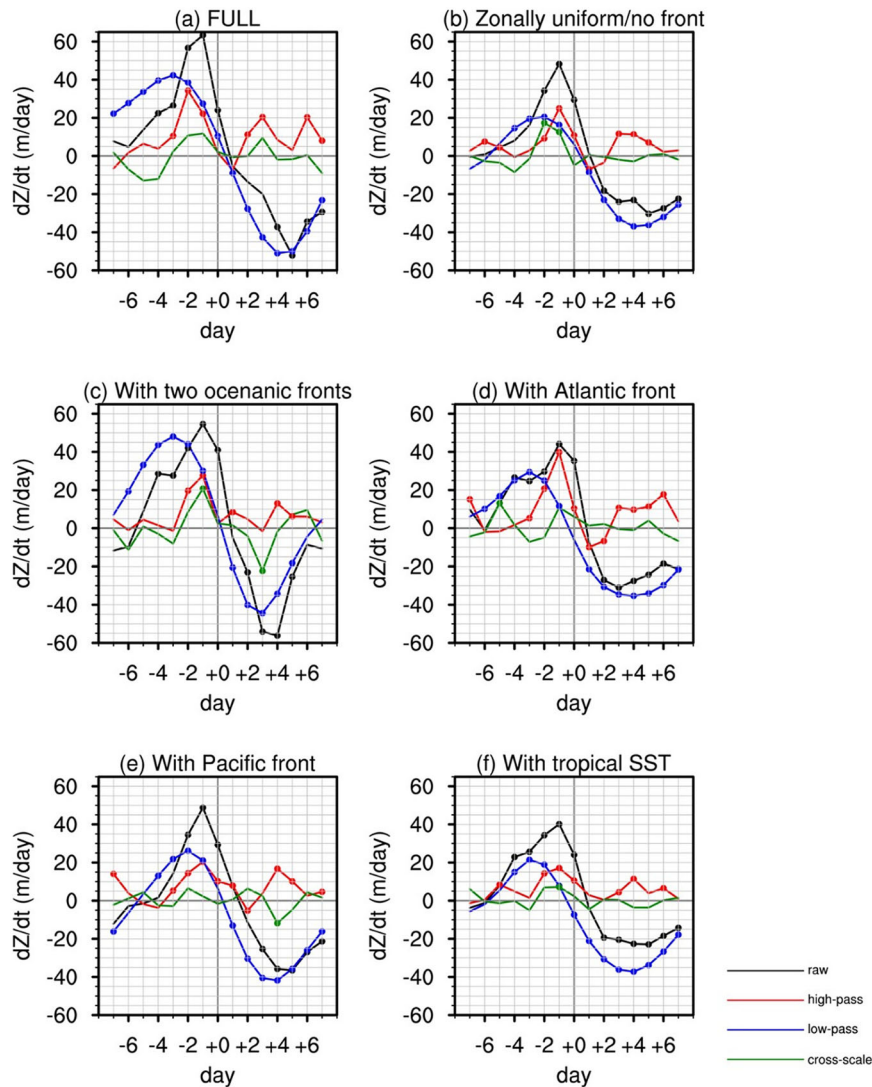 (a) FULL
(b) Zonally uniform/no front
60
40
20
0
-20
-40
-60
dZ/dt (m/day)
-6 -4 -2 +0 +2 +4 +6
day
60
40
20
0
-20
-40
-60
dZ/dt (m/day)
-6 -4 -2 +0 +2 +4 +6
day
(c) With two ocenanic fronts
(d) With Atlantic front
60
40
20
0
-20
-40
-60
dZ/dt (m/day)
-6 -4 -2 +0 +2 +4 +6
day
60
40
20
0
-20
-40
-60
dZ/dt (m/day)
-6 -4 -2 +0 +2 +4 +6
day
(e) With Pacific front
(f) With tropical SST
60
40
20
0
-20
-40
-60
dZ/dt (m/day)
-6 -4 -2 +0 +2 +4 +6
day
60
40
20
0
-20
-40
-60
dZ/dt (m/day)
-6 -4 -2 +0 +2 +4 +6
day
raw
high-pass
low-pass
cross-scale